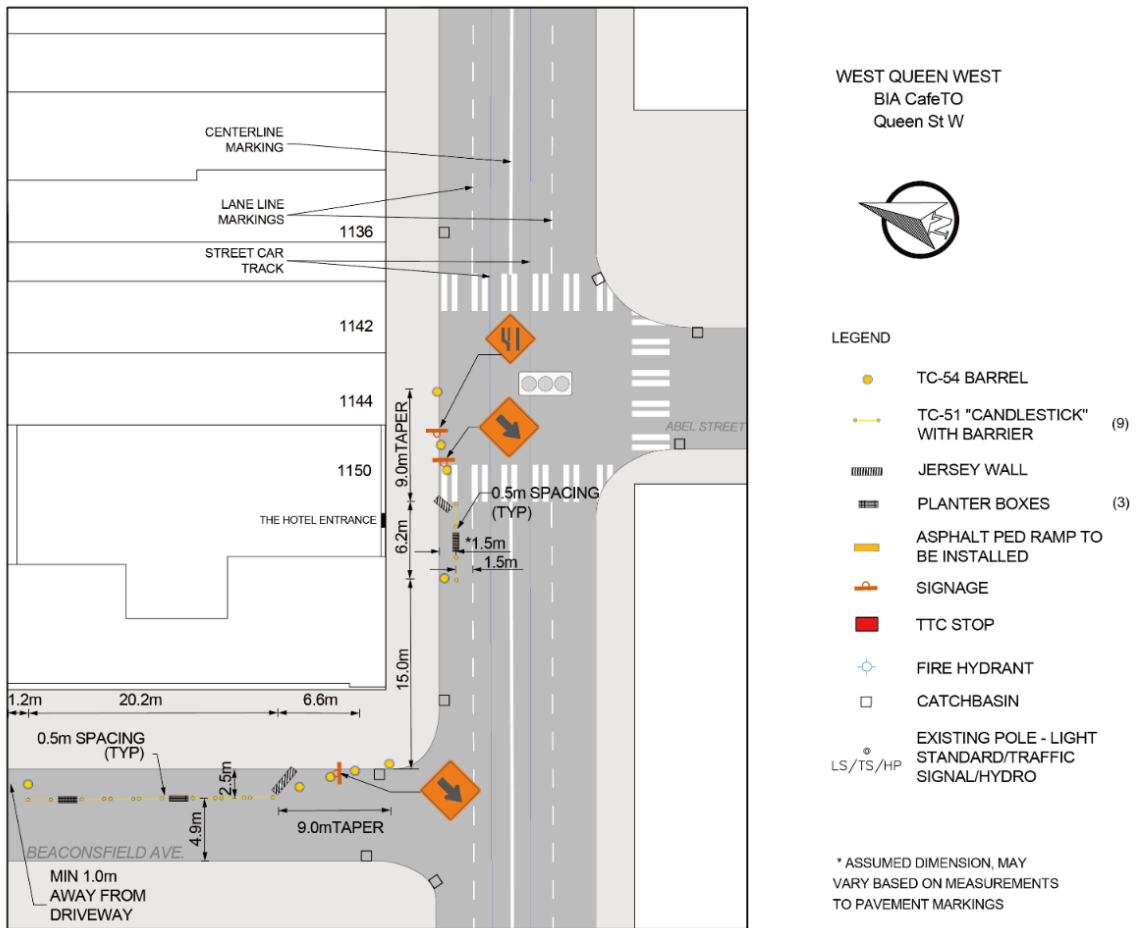 CENTERLINE
MARKING
LANE LINE
MARKINGS
1136
STREET CAR
TRACK
1142
1144
1150
THE HOTEL ENTRANCE
9.0mTAPER
6.2m
15.0m
0.5m SPACING
(TYP)
*1.5m
1.5m
ABEL STREET
1.2m
20.2m
6.6m
0.5m SPACING
(TYP)
2.5m
4.9m
9.0mTAPER
BEACONSFIELD AVE.
MIN 1.0m
AWAY FROM
DRIVEWAY
WEST QUEEN WEST
BIA CafeTO
Queen St W
N
LEGEND
TC-54 BARREL
TC-51 "CANDLESTICK"
WITH BARRIER (9)
JERSEY WALL
PLANTER BOXES (3)
ASPHALT PED RAMP TO
BE INSTALLED
SIGNAGE
TTC STOP
FIRE HYDRANT
CATCHBASIN
LS/TS/HP
EXISTING POLE - LIGHT
STANDARD/TRAFFIC
SIGNAL/HYDRO
* ASSUMED DIMENSION, MAY
VARY BASED ON MEASUREMENTS
TO PAVEMENT MARKINGS